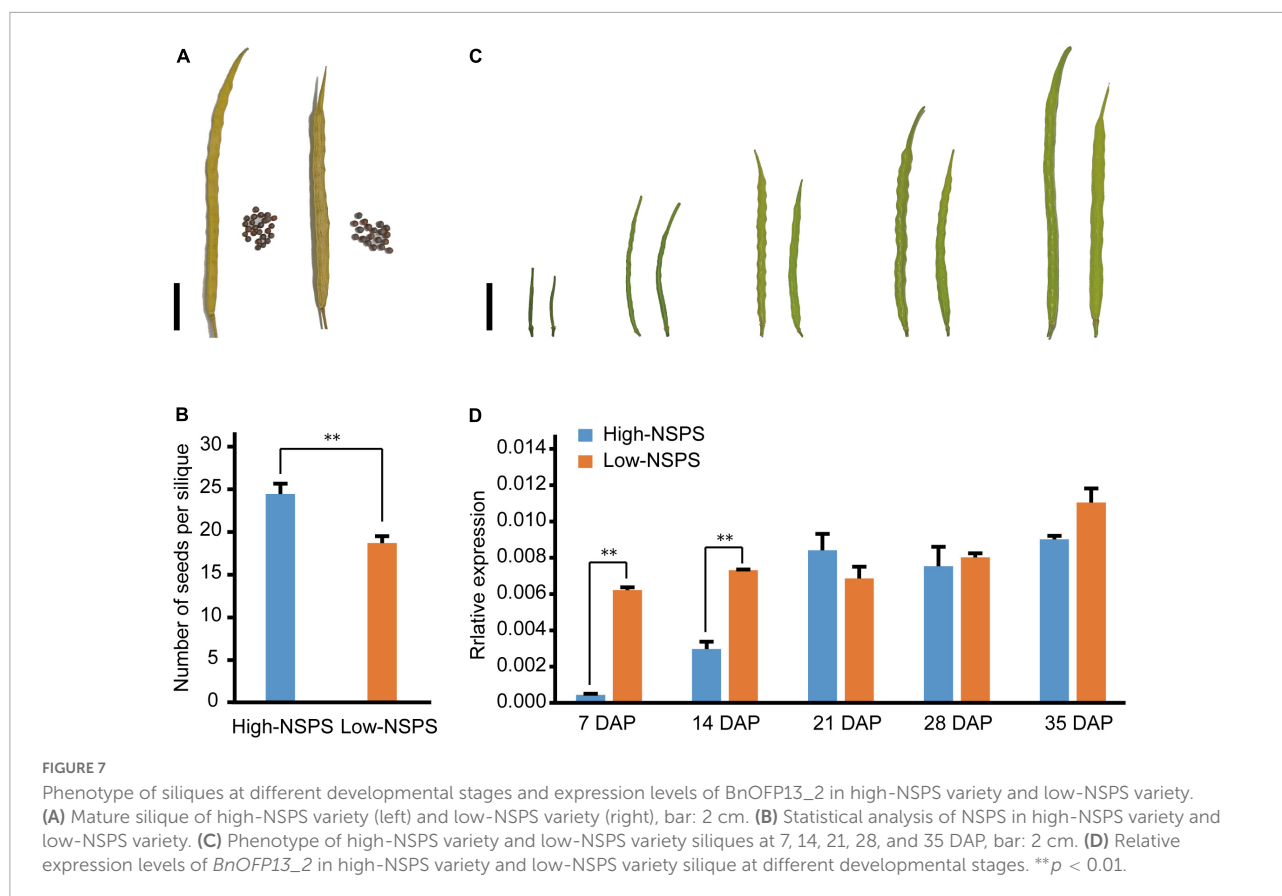 A
C
B
Number of seeds per silique
30
25
20
15
10
5
0
**
High-NSPS Low-NSPS
D
High-NSPS
Low-NSPS
Rrlative expression
0.014
0.012
0.010
0.008
0.006
0.004
0.002
0.000
**
**
7 DAP 14 DAP 21 DAP 28 DAP 35 DAP
FIGURE 7
Phenotype of siliques at different developmental stages and expression levels of BnOFP13_2 in high-NSPS variety and low-NSPS variety.
(A) Mature silique of high-NSPS variety (left) and low-NSPS variety (right), bar: 2 cm. (B) Statistical analysis of NSPS in high-NSPS variety and
low-NSPS variety. (C) Phenotype of high-NSPS variety and low-NSPS variety siliques at 7, 14, 21, 28, and 35 DAP, bar: 2 cm. (D) Relative
expression levels of BnOFP13_2 in high-NSPS variety and low-NSPS variety silique at different developmental stages. **p < 0.01.